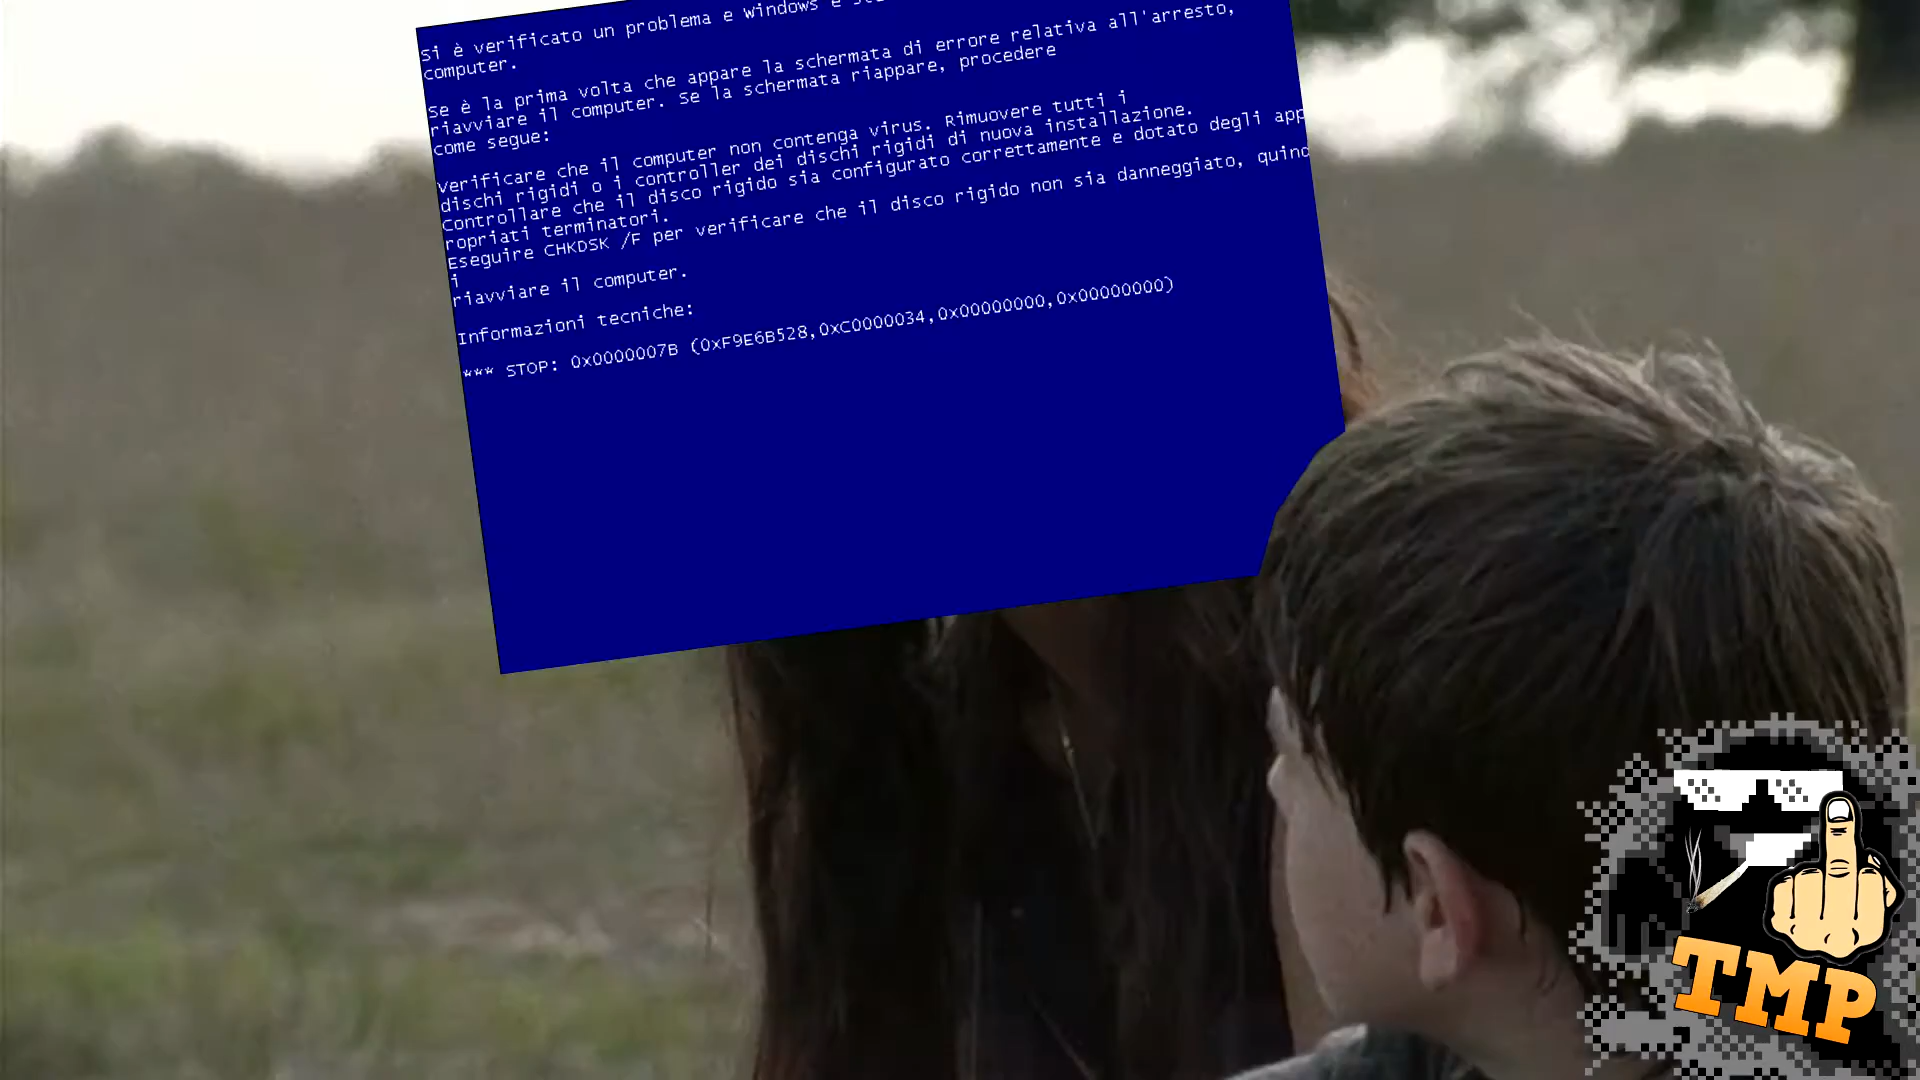 Si è verificato un problema e Windows è
computer.
Se è la prima volta che appare la schermata di errore relativa all'arresto,
riavviare il computer. Se la schermata riappare, procedere
come segue:
Verificare che il computer non contenga virus. Rimuovere tutti i
dischi rigidi o i controller dei dischi rigidi di nuova installazione.
Controllare che il disco rigido sia configurato correttamente e dotato degli app
ropriati terminatori.
Eseguire CHKDSK /F per verificare che il disco rigido non sia danneggiato, quind
i
riavviare il computer.
Informazioni tecniche:
*** STOP: 0x0000007B (0xF9E6B528,0xC0000034,0x00000000,0x00000000)
TMP